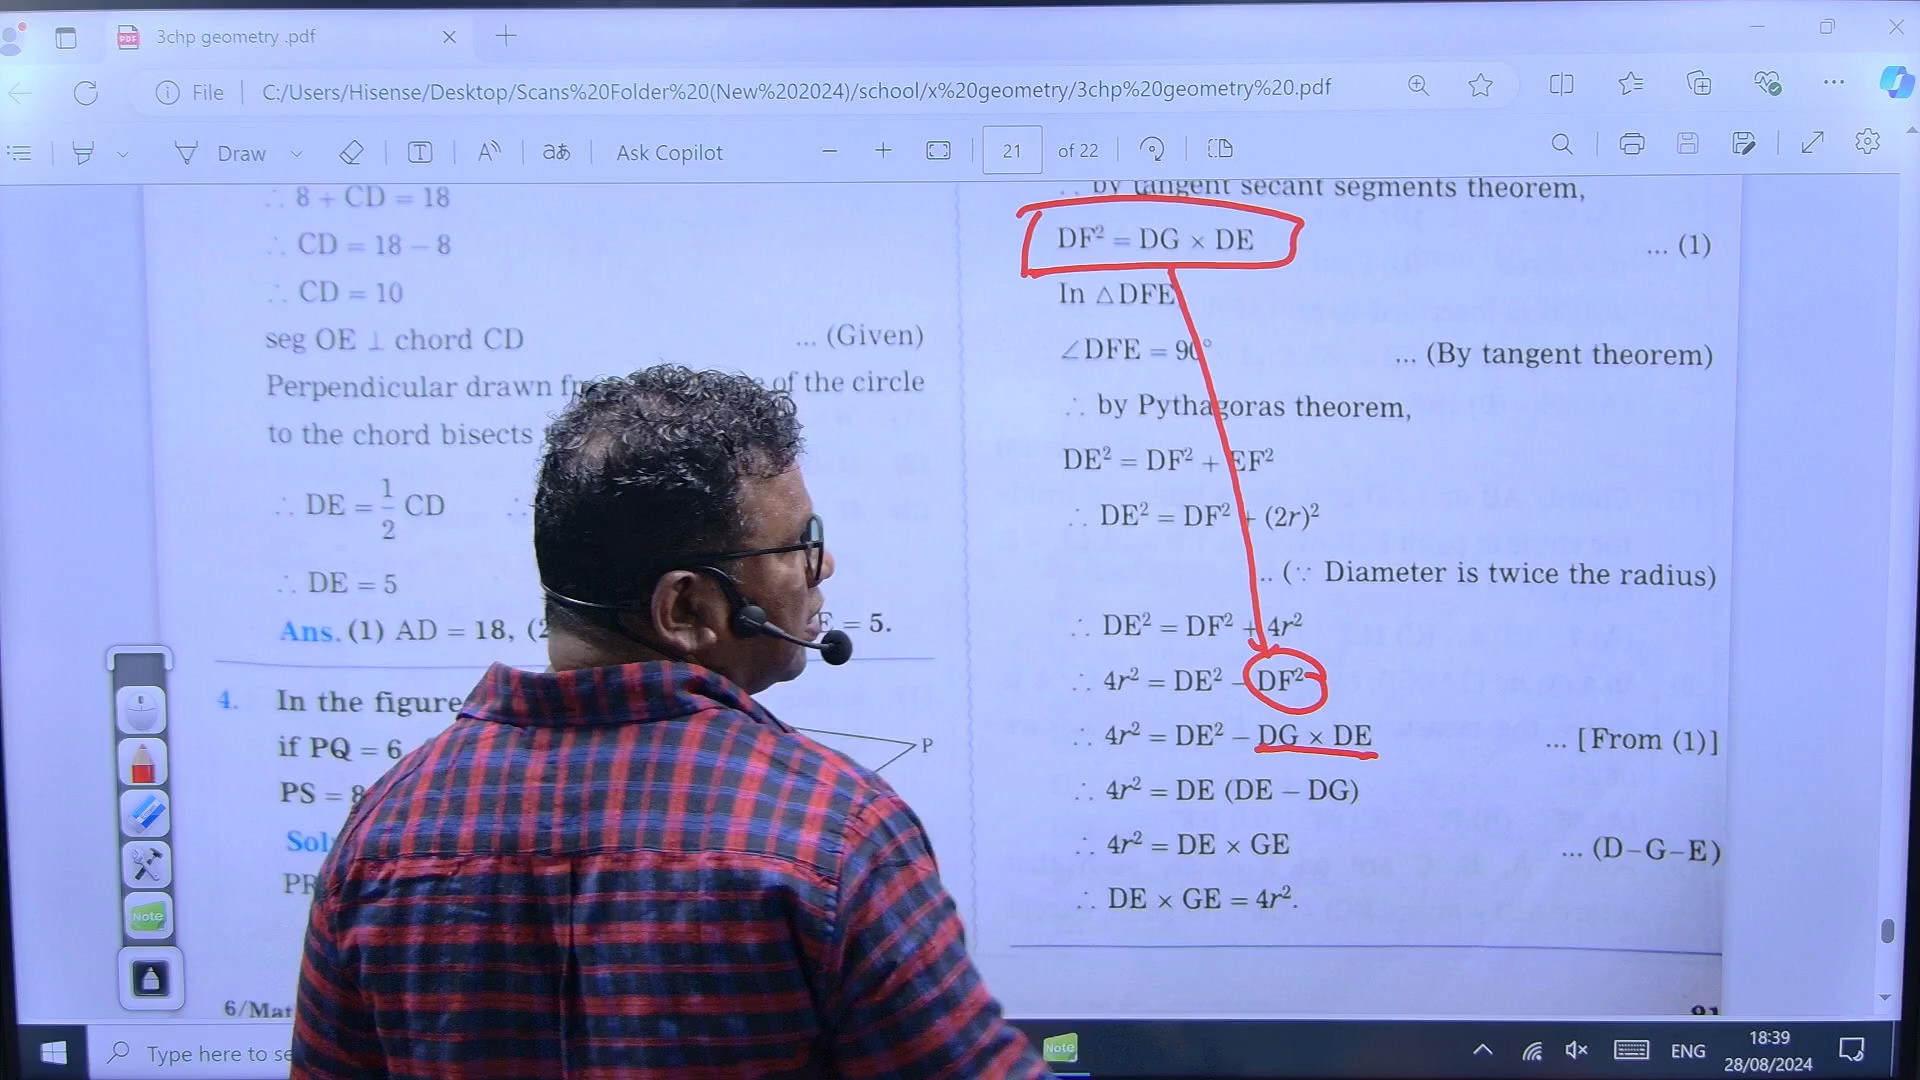 3chp geometry .pdf
File
C:/Users/Hisense/Desktop/Scans%20Folder%20(New%202024)/school/x%20geometry/3chp%20geometry%20.pdf
Draw
Ask Copilot
21 of 22
∴ 8 + CD = 18
∴ CD = 18 − 8
∴ CD = 10
seg OE ⊥ chord CD ... (Given)
Perpendicular drawn of the circle
to the chord bisects
∴ DE = 1/2 CD ∴
∴ DE = 5
Ans. (1) AD = 18, = 5.
4. In the figure
if PQ = 6
P
PS = 8
6/Mat
∴ by tangent secant segments theorem,
DF² = DG × DE ... (1)
In △DFE
∠DFE = 90° ... (By tangent theorem)
∴ by Pythagoras theorem,
DE² = DF² + EF²
∴ DE² = DF² + (2r)²
.. (∵ Diameter is twice the radius)
∴ DE² = DF² + 4r²
∴ 4r² = DE² − DF²
∴ 4r² = DE² − DG × DE ... [From (1)]
∴ 4r² = DE (DE − DG)
∴ 4r² = DE × GE ... (D–G–E)
∴ DE × GE = 4r².
Note
Type here to se
Note
ENG
18:39
28/08/2024